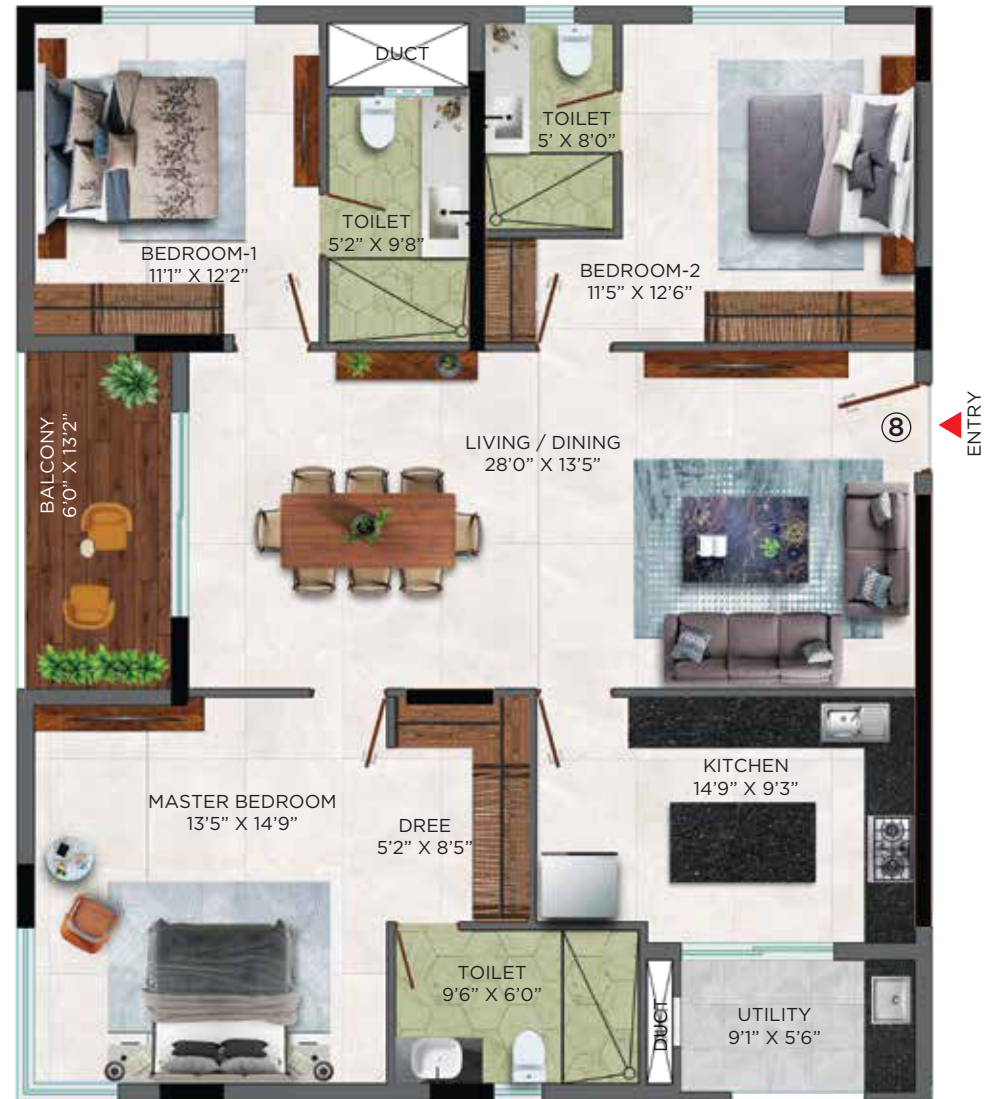 DUCT
TOILET
5' X 8'0”
TOILET
5'2” X 9'8”
BEDROOM-1
11'1” X 12'2”
BEDROOM-2
11'5” X 12'6”
BALCONY
6'0” X 13'2”
LIVING / DINING
28'0” X 13'5”
⑧
ENTRY
KITCHEN
14'9” X 9'3”
MASTER BEDROOM
13'5” X 14'9”
DREE
5'2” X 8'5”
TOILET
9'6” X 6'0”
DUCT
UTILITY
9'1” X 5'6”